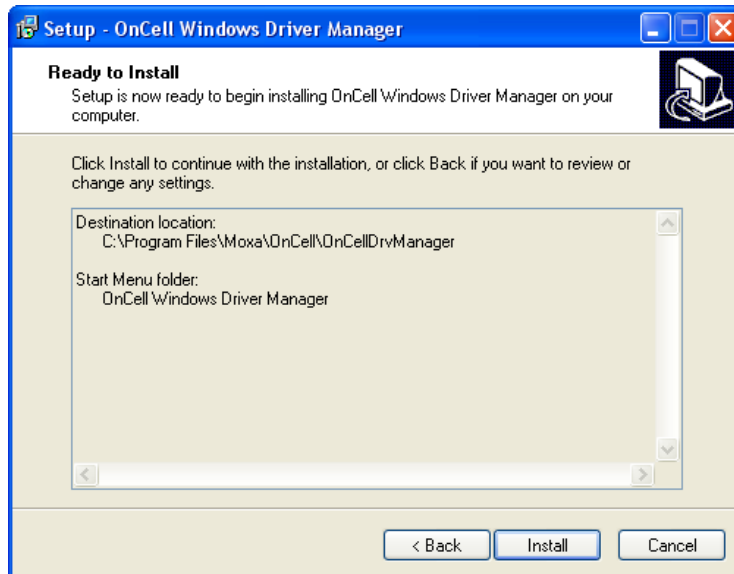 Setup - OnCell Windows Driver Manager
Ready to Install
Setup is now ready to begin installing OnCell Windows Driver Manager on your
computer.
Click Install to continue with the installation, or click Back if you want to review or
change any settings.
Destination location:
C:\Program Files\Moxa\OnCell\OnCellDrvManager
Start Menu folder:
OnCell Windows Driver Manager
< Back
Install
Cancel